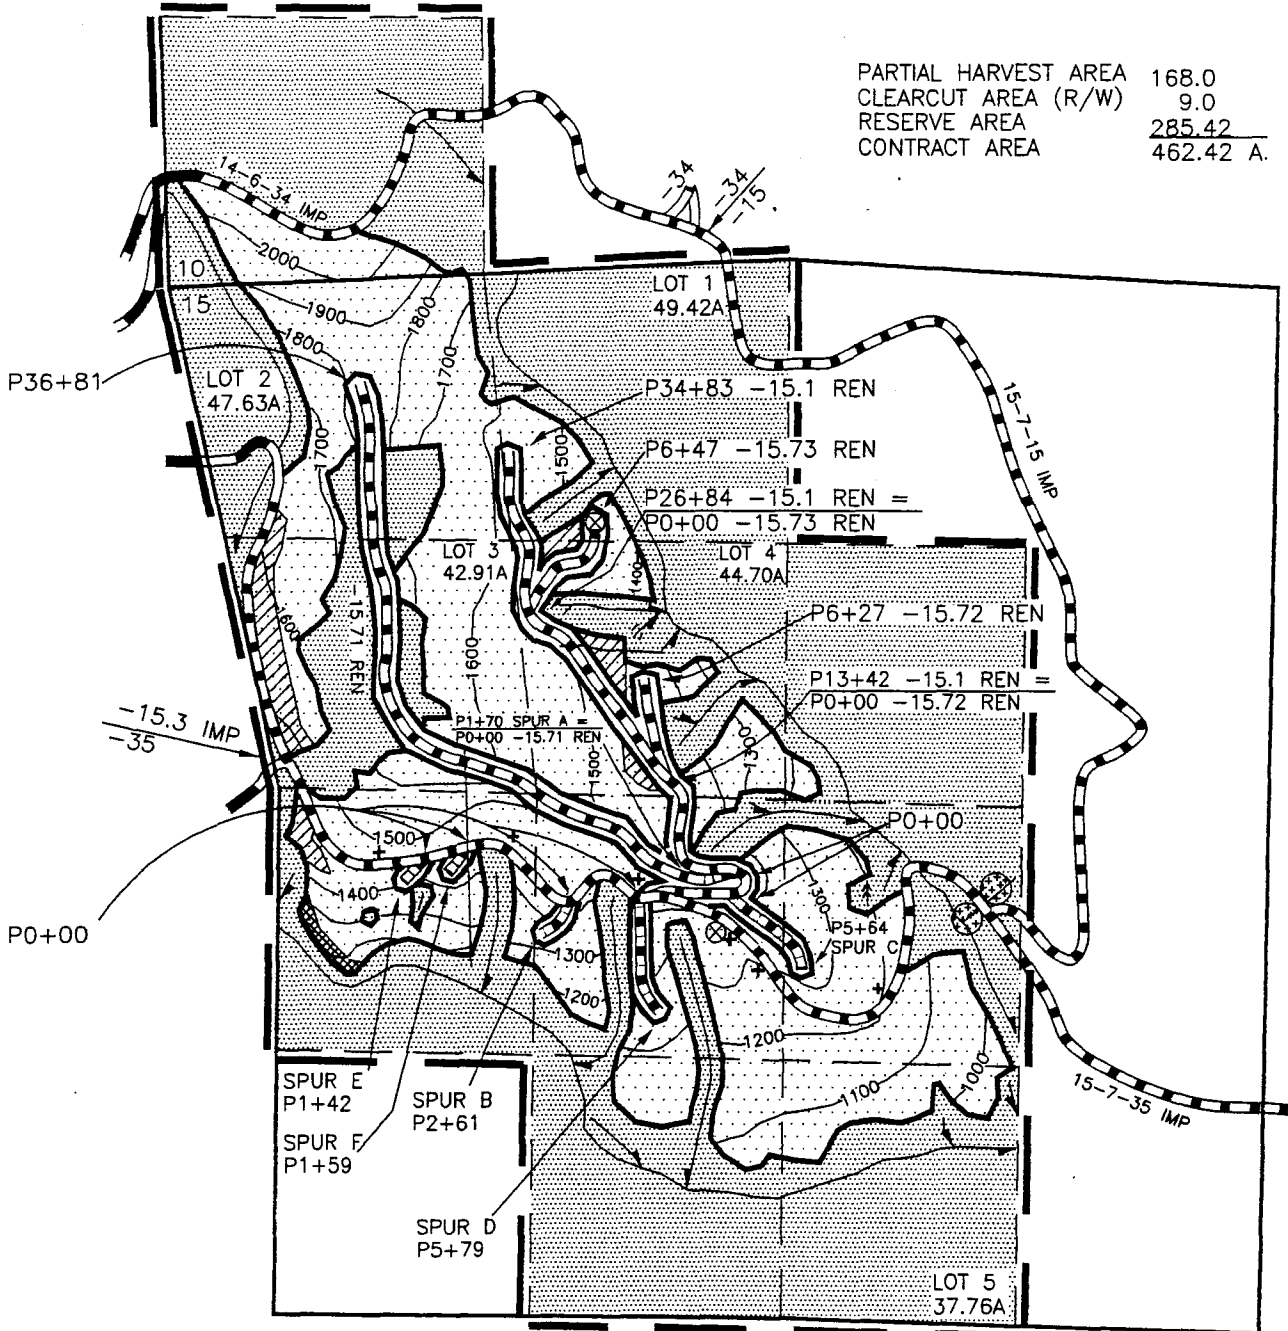 PARTIAL HARVEST AREA 168.0
CLEARCUT AREA (R/W) 9.0
RESERVE AREA 285.42
CONTRACT AREA 462.42 A.
14-6-34 IMP
-34
-34
-15
2000
10
15
1900
1800
1800
1700
LOT 1
49.42A
P36+81
LOT 2
47.63A
P34+83 -15.1 REN
15-7-15 IMP
1700
1500
P6+47 -15.73 REN
P26+84 -15.1 REN =
P0+00 -15.73 REN
LOT 3
42.91A
LOT 4
44.70A
1400
1600
-15.71 REN
1600
P6+27 -15.72 REN
P13+42 -15.1 REN =
P0+00 -15.72 REN
-15.3 IMP
-35
P1+70 SPUR A =
P0+00 -15.71 REN
1500
1300
1500
P0+00
1400
1300
P5+64
SPUR C
P0+00
1300
1200
1200
1100
1000
15-7-35 IMP
SPUR E
P1+42
SPUR B
P2+61
SPUR F
P1+59
SPUR D
P5+79
LOT 5
37.76A